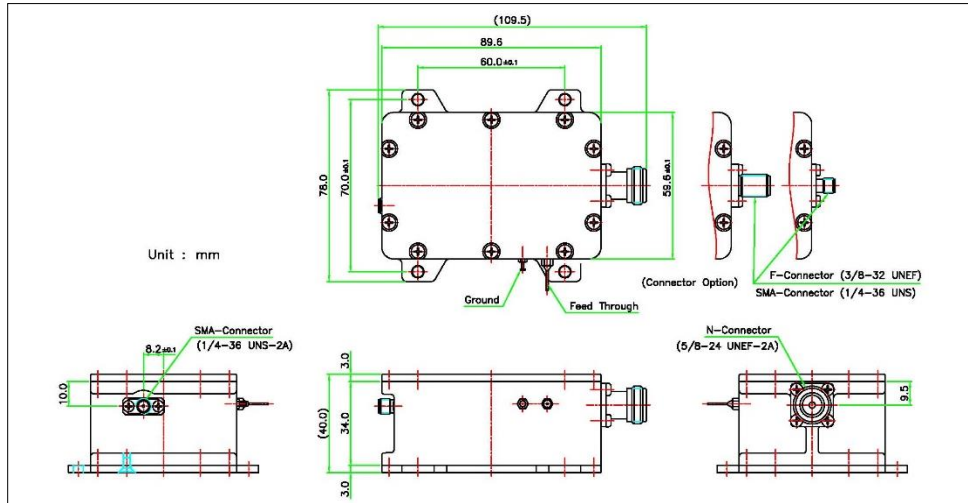 (109.5)
89.6
60.0±0.1
78.0
70.0±0.1
59.6±0.1
Unit : mm
Ground
Feed Through
(Connector Option)
F-Connector (3/8-32 UNEF)
SMA-Connector (1/4-36 UNS)
SMA-Connector
(1/4-36 UNS-2A)
8.2±0.1
10.0
3.0
(40.0)
34.0
3.0
N-Connector
(5/8-24 UNEF-2A)
9.5